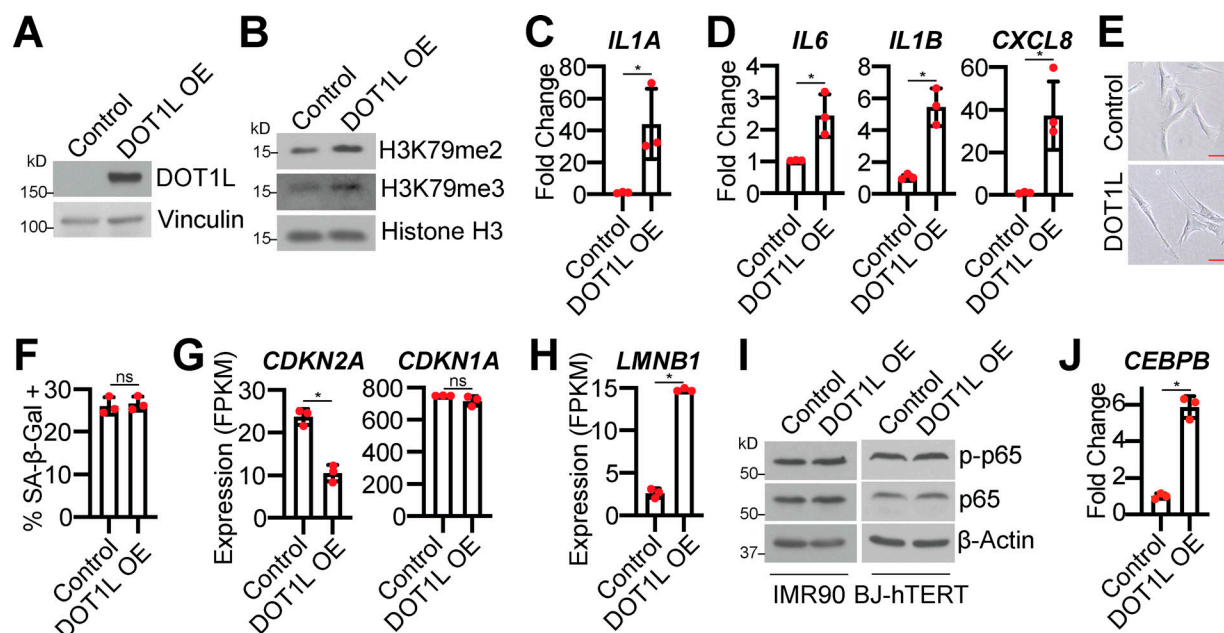 A
Control
DOT1L OE
kD
150
100
DOT1L
Vinculin
B
Control
DOT1L OE
kD
15
15
H3K79me2
H3K79me3
Histone H3
C
IL1A
Fold Change
80
60
40
20
0
*
Control
DOT1L OE
D
IL6
Fold Change
4
3
2
1
0
*
Control
DOT1L OE
IL1B
8
6
4
2
0
*
Control
DOT1L OE
CXCL8
60
40
20
0
*
Control
DOT1L OE
E
Control
DOT1L
F
% SA-β-Gal +
30
20
10
0
ns
Control
DOT1L OE
G
CDKN2A
Expression (FPKM)
30
20
10
0
*
Control
DOT1L OE
CDKN1A
800
600
400
200
0
ns
Control
DOT1L OE
H
LMNB1
Expression (FPKM)
15
10
5
0
*
Control
DOT1L OE
I
Control
DOT1L OE
Control
DOT1L OE
kD
50
50
37
p-p65
p65
β-Actin
IMR90
BJ-hTERT
J
CEBPB
Fold Change
6
4
2
0
*
Control
DOT1L OE